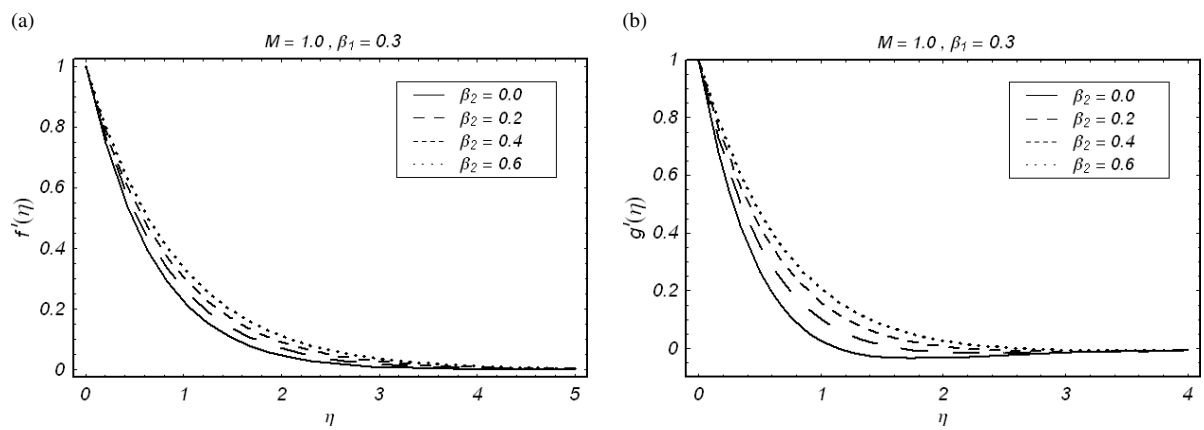 (a)
M = 1.0 , β₁ = 0.3
β₂ = 0.0
β₂ = 0.2
β₂ = 0.4
β₂ = 0.6
f'(η)
1
0.8
0.6
0.4
0.2
0
0 1 2 3 4 5
η
(b)
M = 1.0 , β₁ = 0.3
β₂ = 0.0
β₂ = 0.2
β₂ = 0.4
β₂ = 0.6
g'(η)
1
0.8
0.6
0.4
0.2
0
0 1 2 3 4
η